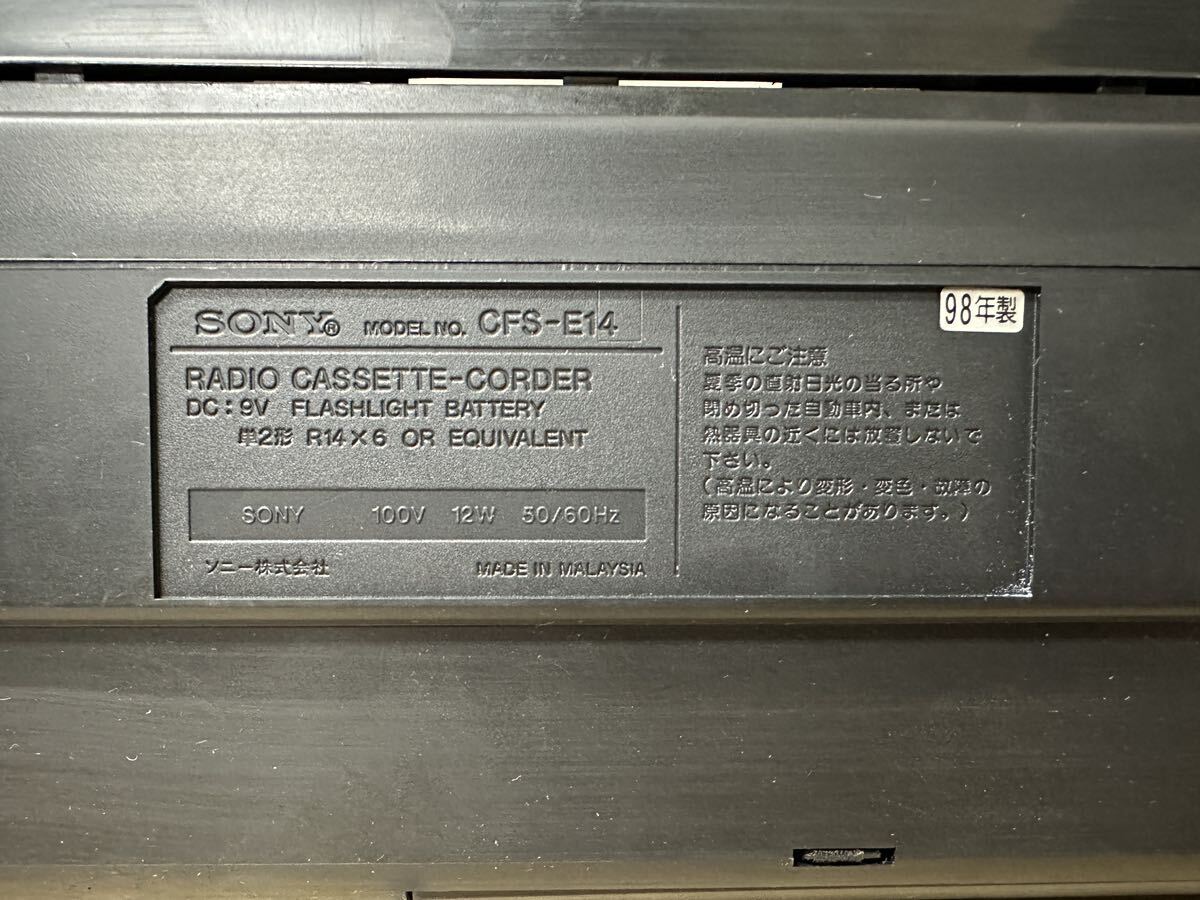 SONY® MODEL NO. CFS-E14
RADIO CASSETTE-CORDER
DC:9V FLASHLIGHT BATTERY
単2形 R14×6 OR EQUIVALENT
SONY 100V 12W 50/60Hz
ソニー株式会社 MADE IN MALAYSIA
98年製
高温にご注意
夏季の直射日光の当る所や
閉め切った自動車内、または
熱器具の近くには放置しないで
下さい。
(高温により変形・変色・故障の
原因になることがあります。)